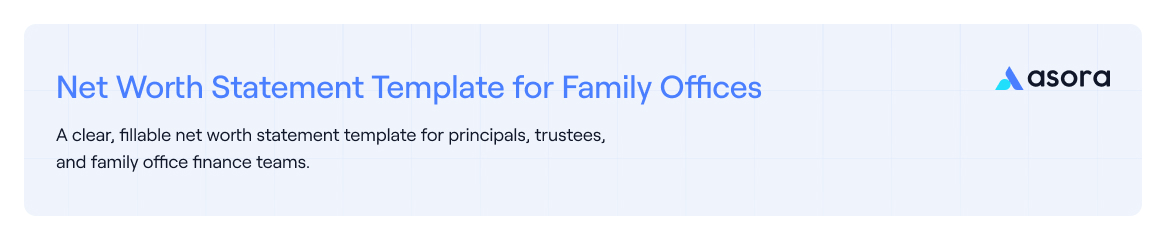 Net Worth Statement Template for Family Offices
asora
A clear, fillable net worth statement template for principals, trustees,
and family office finance teams.